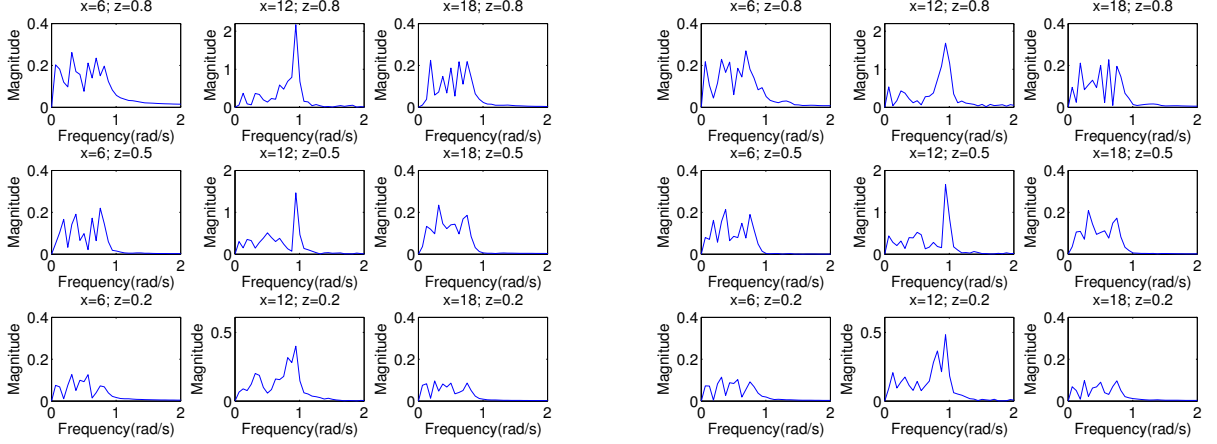 x=6; z=0.8 x=12; z=0.8 x=18; z=0.8 x=6; z=0.8 x=12; z=0.8 x=18; z=0.8
0.4 2 0.4 0.4 2 0.4
Magnitude Magnitude Magnitude Magnitude
0.2 1 0.2 0.2 1 0.2
0 0 0 0 0 0
0 1 2 0 1 2 0 1 2 0 1 2 0 1 2 0 1 2
Frequency(rad/s) Frequency(rad/s) Frequency(rad/s) Frequency(rad/s) Frequency(rad/s) Frequency(rad/s)
x=6; z=0.5 x=12; z=0.5 x=18; z=0.5 x=6; z=0.5 x=12; z=0.5 x=18; z=0.5
0.4 2 0.4 0.4 2 0.4
Magnitude Magnitude Magnitude Magnitude
0.2 1 0.2 0.2 1 0.2
0 0 0 0 0 0
0 1 2 0 1 2 0 1 2 0 1 2 0 1 2 0 1 2
Frequency(rad/s) Frequency(rad/s) Frequency(rad/s) Frequency(rad/s) Frequency(rad/s) Frequency(rad/s)
x=6; z=0.2 x=12; z=0.2 x=18; z=0.2 x=6; z=0.2 x=12; z=0.2 x=18; z=0.2
0.4 0.5 0.4 0.4 0.5 0.4
Magnitude Magnitude Magnitude Magnitude
0.2 0.2 0.2 0.2
0 0 0 0 0 0
0 1 2 0 1 2 0 1 2 0 1 2 0 1 2 0 1 2
Frequency(rad/s) Frequency(rad/s) Frequency(rad/s) Frequency(rad/s) Frequency(rad/s) Frequency(rad/s)